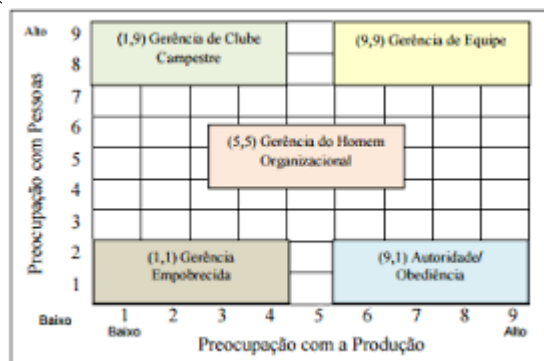 Alto
9
8
7
6
5
4
3
2
1
Preocupação com Pessoas
(1,9) Gerência de Clube
Campestre
(9,9) Gerência de Equipe
(5,5) Gerência do Homem
Organizacional
(1,1) Gerência
Empobrecida
(9,1) Autoridade/
Obediência
Baixo
1 2 3 4 5 6 7 8 9
Baixo
Alto
Preocupação com a Produção